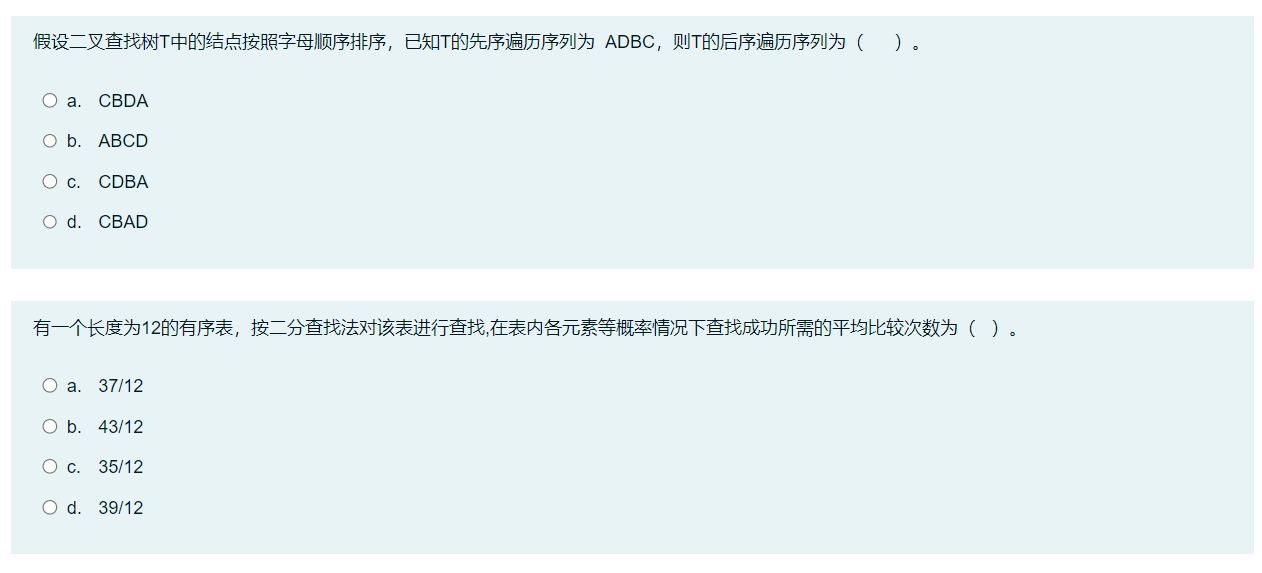 假设二叉查找树T中的结点按照字母顺序排序，已知T的先序遍历序列为 ADBC，则T的后序遍历序列为（ ）。
a. CBDA
b. ABCD
c. CDBA
d. CBAD
有一个长度为12的有序表，按二分查找法对该表进行查找,在表内各元素等概率情况下查找成功所需的平均比较次数为（ ）。
a. 37/12
b. 43/12
c. 35/12
d. 39/12